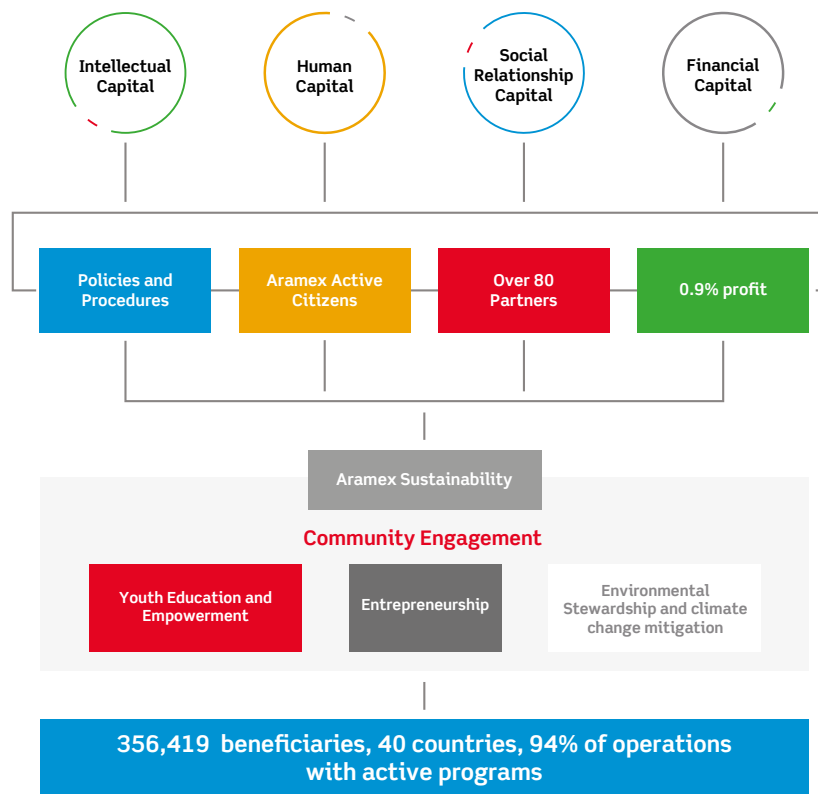 Intellectual
Capital
Human
Capital
Social
Relationship
Capital
Financial
Capital
Policies and
Procedures
Aramex Active
Citizens
Over 80
Partners
0.9% profit
Aramex Sustainability
Community Engagement
Youth Education and
Empowerment
Entrepreneurship
Environmental
Stewardship and climate
change mitigation
356,419 beneficiaries, 40 countries, 94% of operations
with active programs